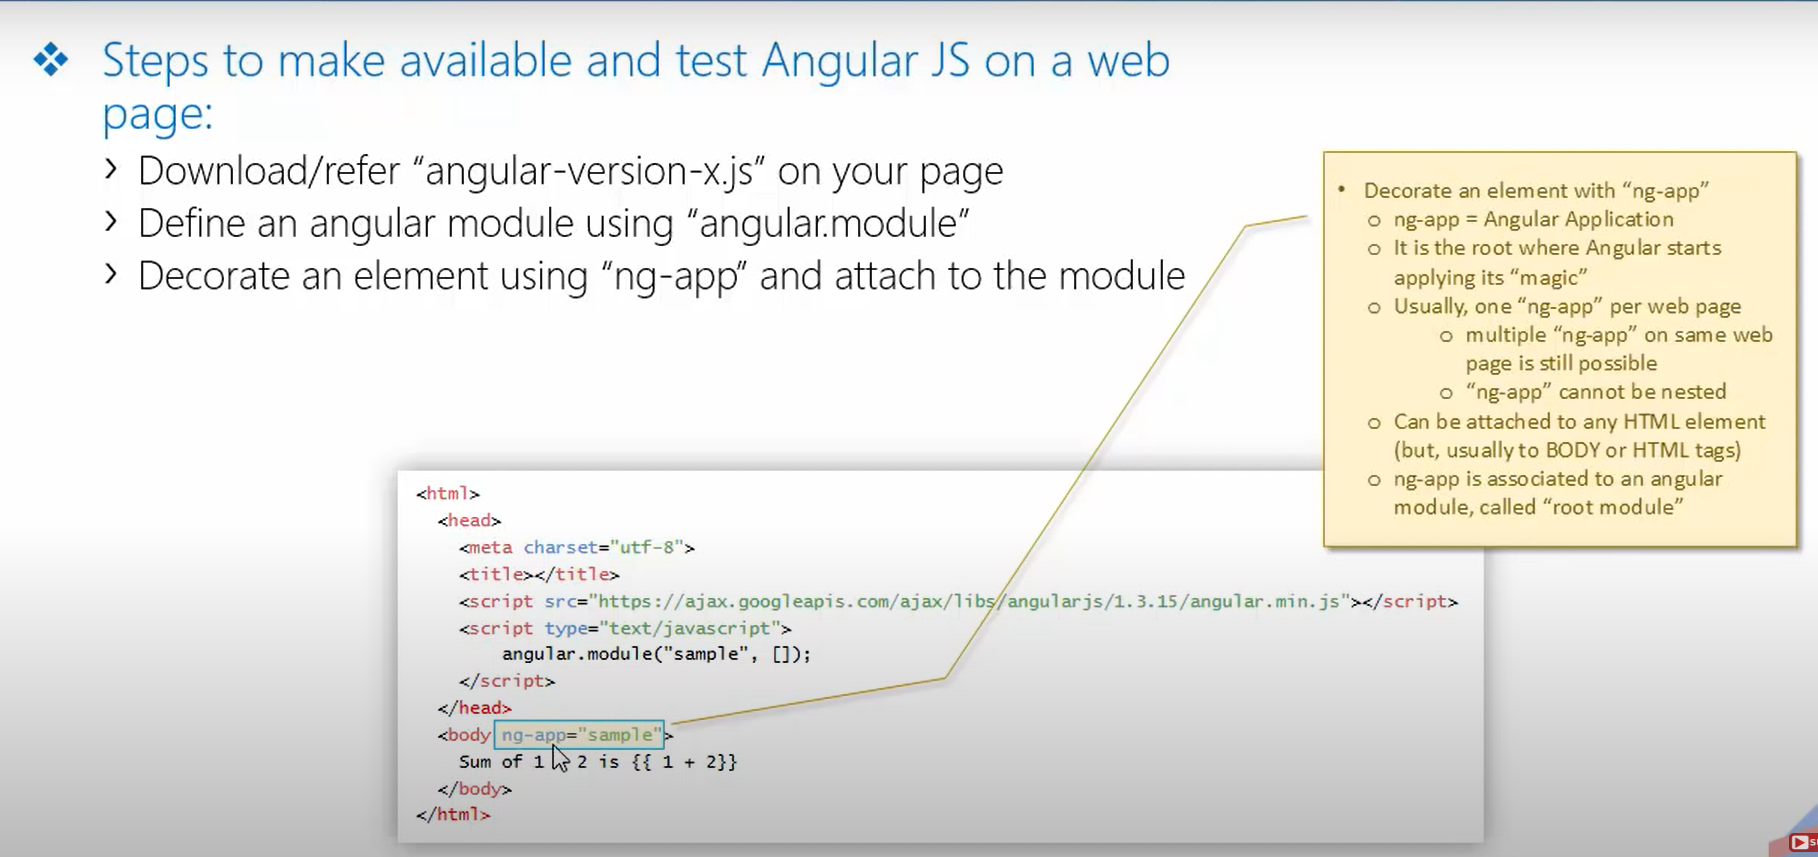 Steps to make available and test Angular JS on a web
page:
Download/refer “angular-version-x.js” on your page
Define an angular module using “angular.module”
Decorate an element using “ng-app” and attach to the module
Decorate an element with “ng-app”
ng-app = Angular Application
It is the root where Angular starts
applying its “magic”
Usually, one “ng-app” per web page
multiple “ng-app” on same web
page is still possible
“ng-app” cannot be nested
Can be attached to any HTML element
(but, usually to BODY or HTML tags)
ng-app is associated to an angular
module, called “root module”
<html>
<head>
<meta charset="utf-8">
<title></title>
<script src="https://ajax.googleapis.com/ajax/libs/angularjs/1.3.15/angular.min.js"></script>
<script type="text/javascript">
angular.module("sample", []);
</script>
</head>
<body ng-app="sample">
Sum of 1 2 is {{ 1 + 2}}
</body>
</html>